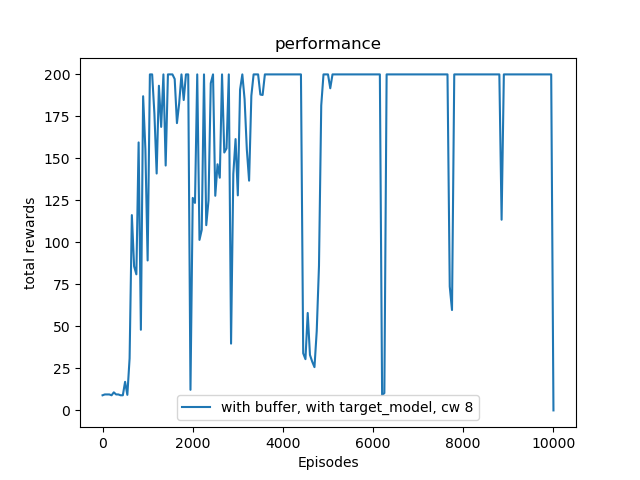 performance
total rewards
200
175
150
125
100
75
50
25
0
with buffer, with target_model, cw 8
0 2000 4000 6000 8000 10000
Episodes